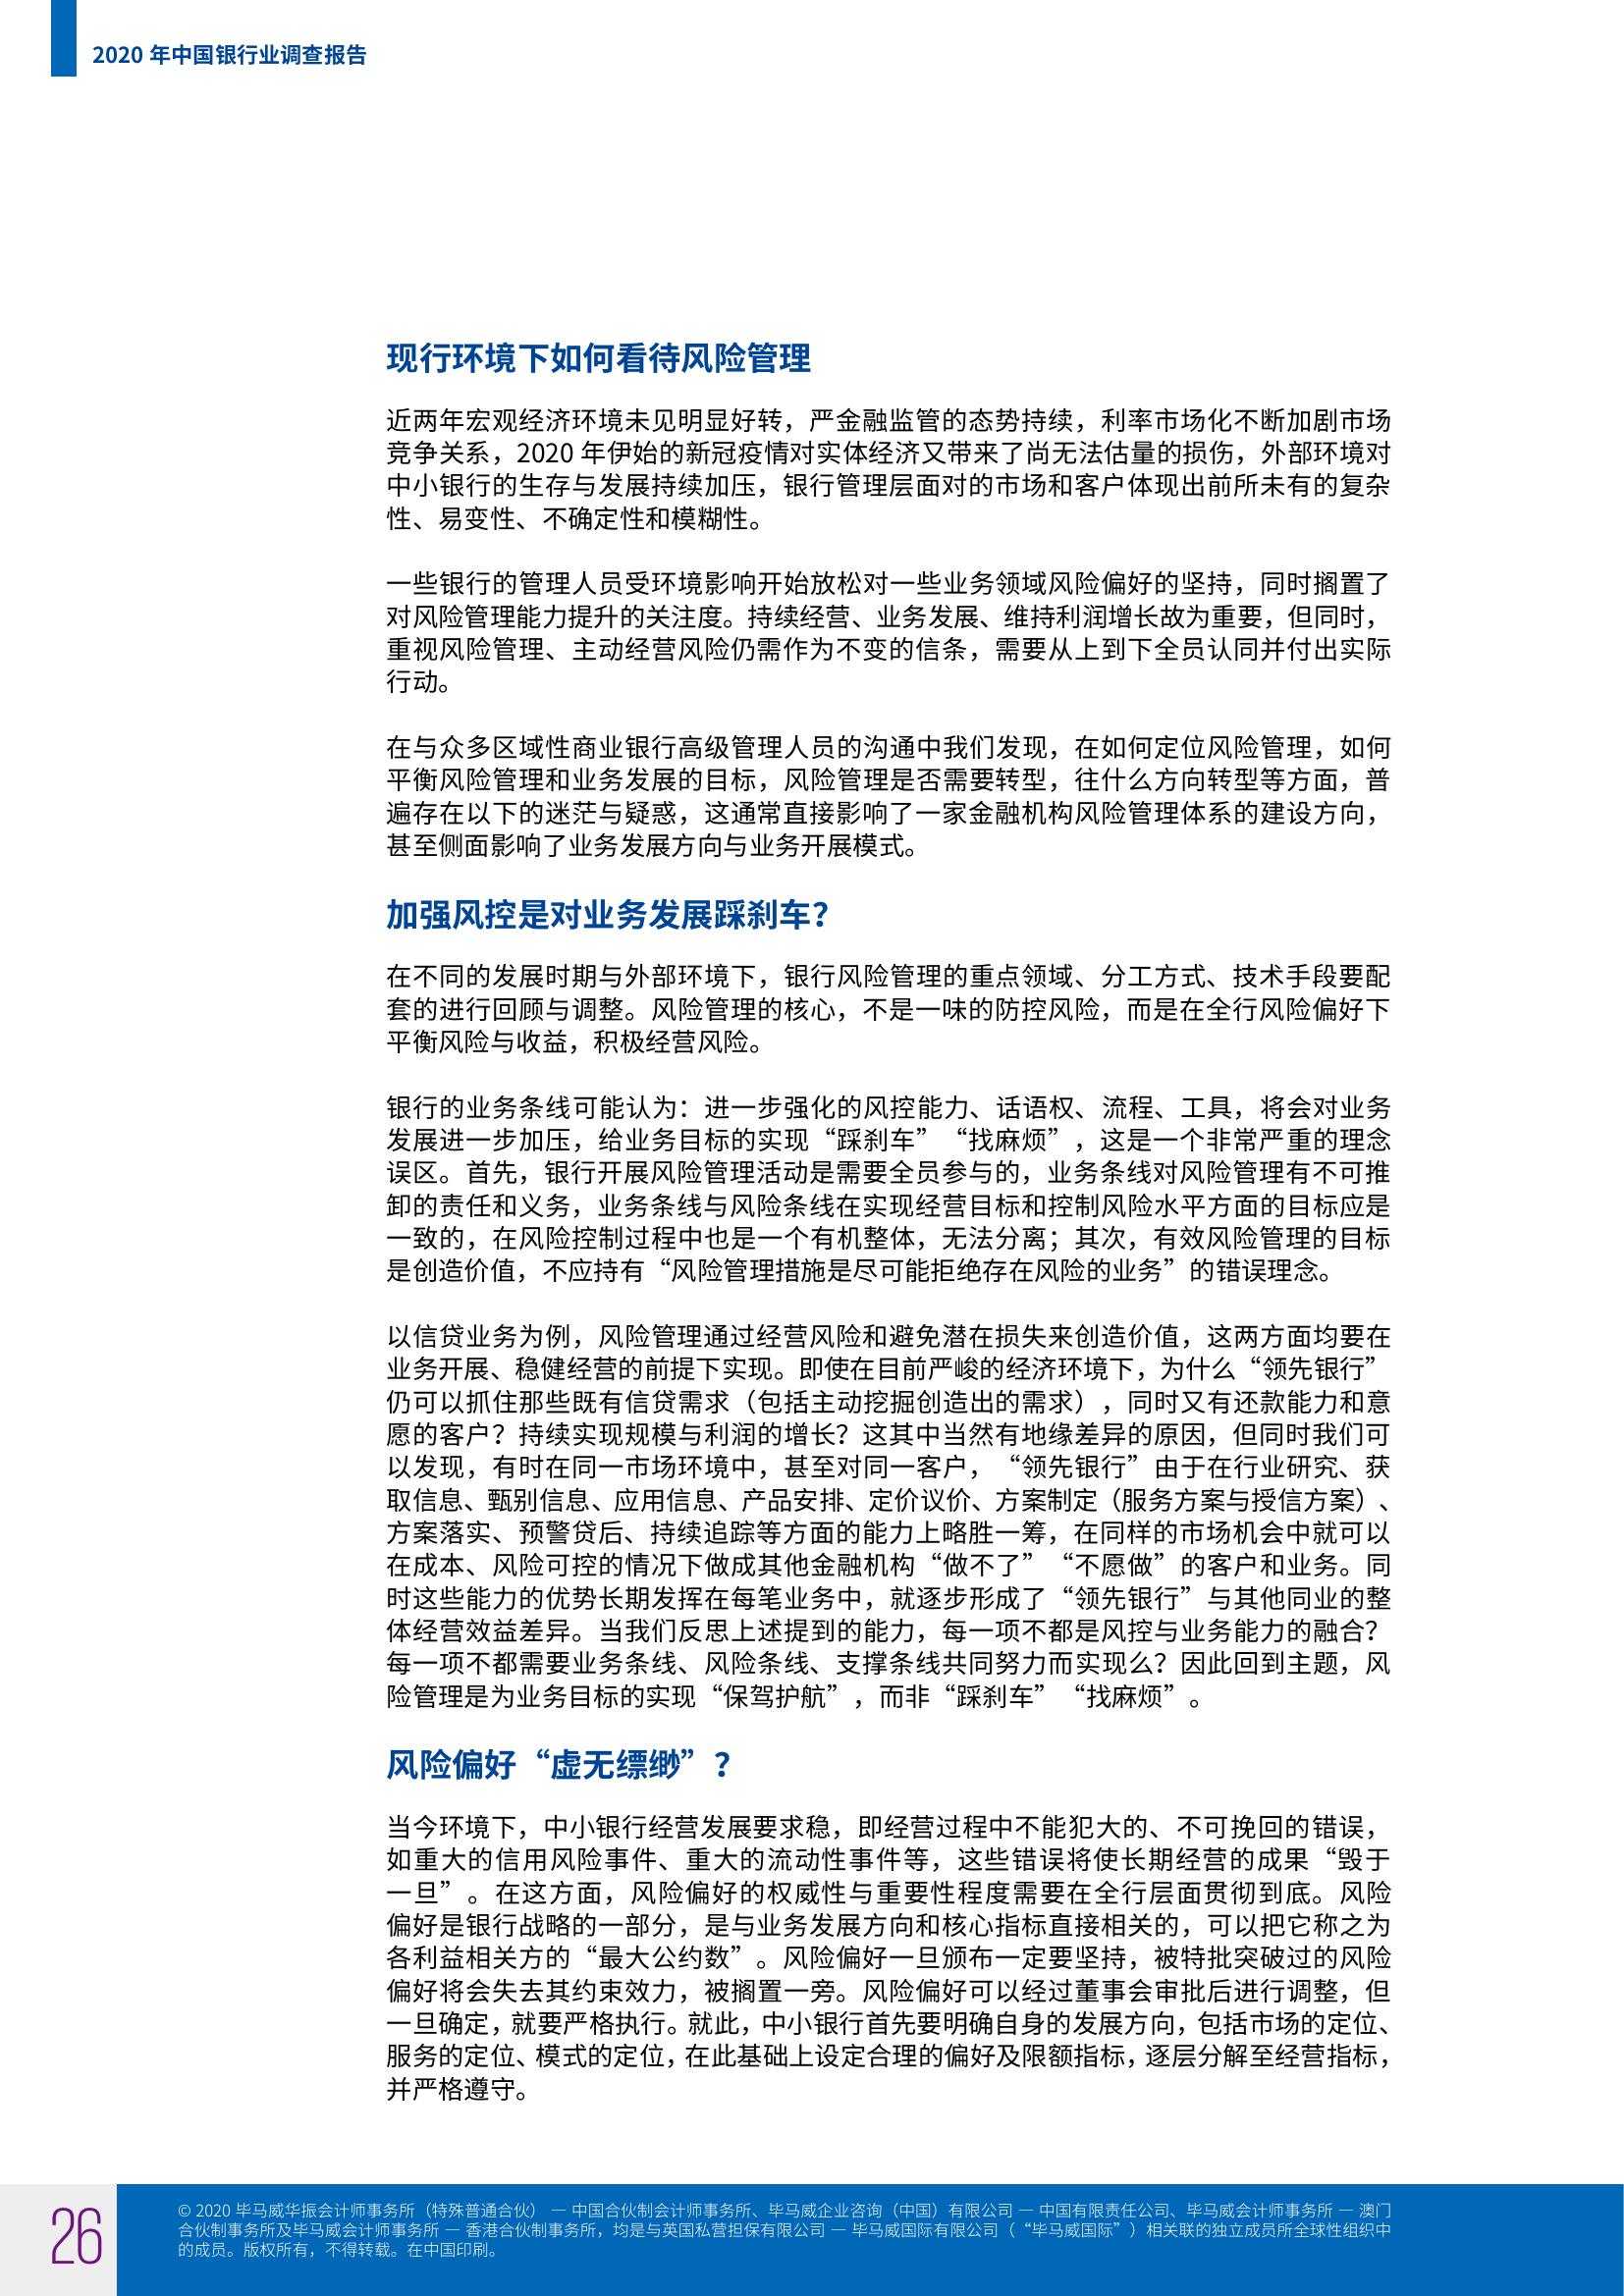 2020 年中国银行业调查报告
现行环境下如何看待风险管理
近两年宏观经济环境未见明显好转，严金融监管的态势持续，利率市场化不断加剧市场
竞争关系，2020 年伊始的新冠疫情对实体经济又带来了尚无法估量的损伤，外部环境对
中小银行的生存与发展持续加压，银行管理层面对的市场和客户体现出前所未有的复杂
性、易变性、不确定性和模糊性。
一些银行的管理人员受环境影响开始放松对一些业务领域风险偏好的坚持，同时搁置了
对风险管理能力提升的关注度。持续经营、业务发展、维持利润增长故为重要，但同时，
重视风险管理、主动经营风险仍需作为不变的信条，需要从上到下全员认同并付出实际
行动。
在与众多区域性商业银行高级管理人员的沟通中我们发现，在如何定位风险管理，如何
平衡风险管理和业务发展的目标，风险管理是否需要转型，往什么方向转型等方面，普
遍存在以下的迷茫与疑惑，这通常直接影响了一家金融机构风险管理体系的建设方向，
甚至侧面影响了业务发展方向与业务开展模式。
加强风控是对业务发展踩刹车？
在不同的发展时期与外部环境下，银行风险管理的重点领域、分工方式、技术手段要配
套的进行回顾与调整。风险管理的核心，不是一味的防控风险，而是在全行风险偏好下
平衡风险与收益，积极经营风险。
银行的业务条线可能认为：进一步强化的风控能力、话语权、流程、工具，将会对业务
发展进一步加压，给业务目标的实现“踩刹车”“找麻烦”，这是一个非常严重的理念
误区。首先，银行开展风险管理活动是需要全员参与的，业务条线对风险管理有不可推
卸的责任和义务，业务条线与风险条线在实现经营目标和控制风险水平方面的目标应是
一致的，在风险控制过程中也是一个有机整体，无法分离；其次，有效风险管理的目标
是创造价值，不应持有“风险管理措施是尽可能拒绝存在风险的业务”的错误理念。
以信贷业务为例，风险管理通过经营风险和避免潜在损失来创造价值，这两方面均要在
业务开展、稳健经营的前提下实现。即使在目前严峻的经济环境下，为什么“领先银行”
仍可以抓住那些既有信贷需求（包括主动挖掘创造出的需求），同时又有还款能力和意
愿的客户？持续实现规模与利润的增长？这其中当然有地缘差异的原因，但同时我们可
以发现，有时在同一市场环境中，甚至对同一客户，“领先银行”由于在行业研究、获
取信息、甄别信息、应用信息、产品安排、定价议价、方案制定（服务方案与授信方案）、
方案落实、预警贷后、持续追踪等方面的能力上略胜一筹，在同样的市场机会中就可以
在成本、风险可控的情况下做成其他金融机构“做不了”“不愿做”的客户和业务。同
时这些能力的优势长期发挥在每笔业务中，就逐步形成了“领先银行”与其他同业的整
体经营效益差异。当我们反思上述提到的能力，每一项不都是风控与业务能力的融合？
每一项不都需要业务条线、风险条线、支撑条线共同努力而实现么？因此回到主题，风
险管理是为业务目标的实现“保驾护航”，而非“踩刹车”“找麻烦”。
风险偏好“虚无缥缈”？
当今环境下，中小银行经营发展要求稳，即经营过程中不能犯大的、不可挽回的错误，
如重大的信用风险事件、重大的流动性事件等，这些错误将使长期经营的成果“毁于
一旦”。在这方面，风险偏好的权威性与重要性程度需要在全行层面贯彻到底。风险
偏好是银行战略的一部分，是与业务发展方向和核心指标直接相关的，可以把它称之为
各利益相关方的“最大公约数”。风险偏好一旦颁布一定要坚持，被特批突破过的风险
偏好将会失去其约束效力，被搁置一旁。风险偏好可以经过董事会审批后进行调整，但
一旦确定，就要严格执行。就此，中小银行首先要明确自身的发展方向，包括市场的定位、
服务的定位、模式的定位，在此基础上设定合理的偏好及限额指标，逐层分解至经营指标，
并严格遵守。
26
© 2020 毕马威华振会计师事务所（特殊普通合伙） — 中国合伙制会计师事务所、毕马威企业咨询（中国）有限公司 — 中国有限责任公司、毕马威会计师事务所 — 澳门
合伙制事务所及毕马威会计师事务所 — 香港合伙制事务所，均是与英国私营担保有限公司 — 毕马威国际有限公司（“毕马威国际”）相关联的独立成员所全球性组织中
的成员。版权所有，不得转载。在中国印刷。